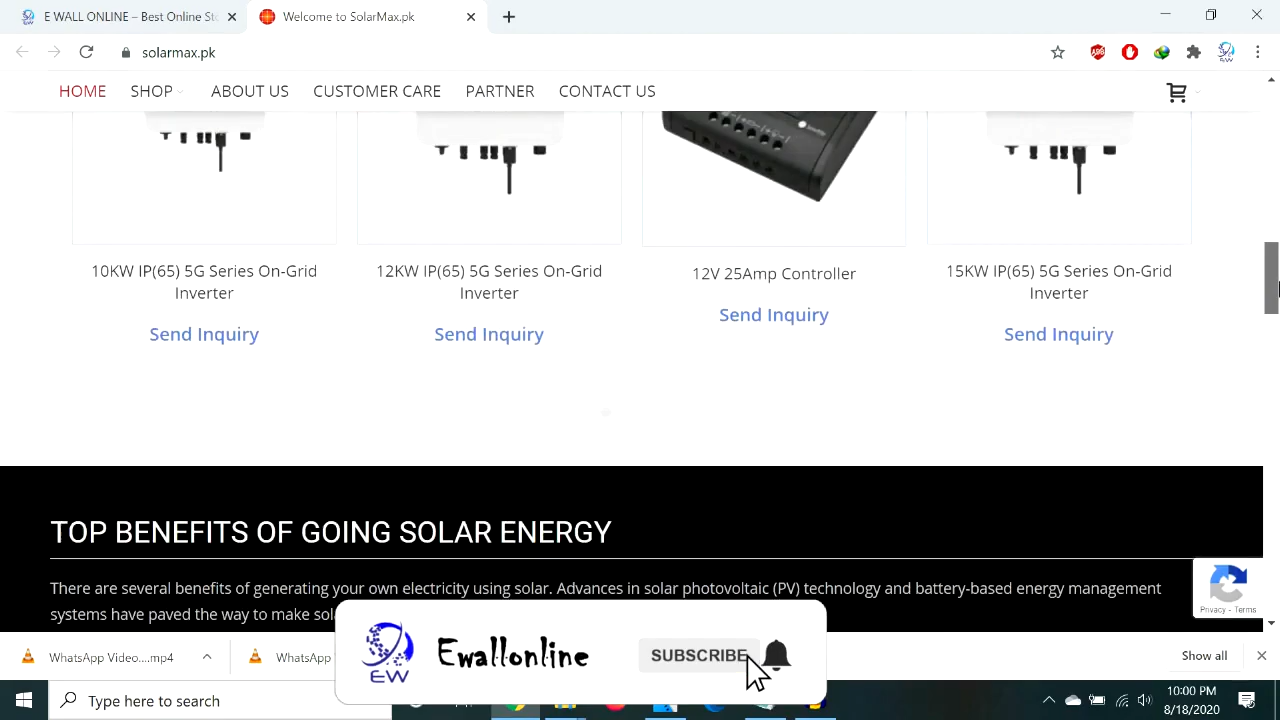 E WALL ONLINE – Best Online Sto
Welcome to SolarMax.pk
solarmax.pk
HOME SHOP ABOUT US CUSTOMER CARE PARTNER CONTACT US
10KW IP(65) 5G Series On-Grid
Inverter
Send Inquiry
12KW IP(65) 5G Series On-Grid
Inverter
Send Inquiry
12V 25Amp Controller
Send Inquiry
15KW IP(65) 5G Series On-Grid
Inverter
Send Inquiry
TOP BENEFITS OF GOING SOLAR ENERGY
There are several benefits of generating your own electricity using solar. Advances in solar photovoltaic (PV) technology and battery-based energy management
systems have paved the way to make sol
Privacy - Terms
WhatsApp Video....mp4
WhatsApp
Show all
EW
Ewallonline
SUBSCRIBE
Type here to search
10:00 PM
8/18/2020